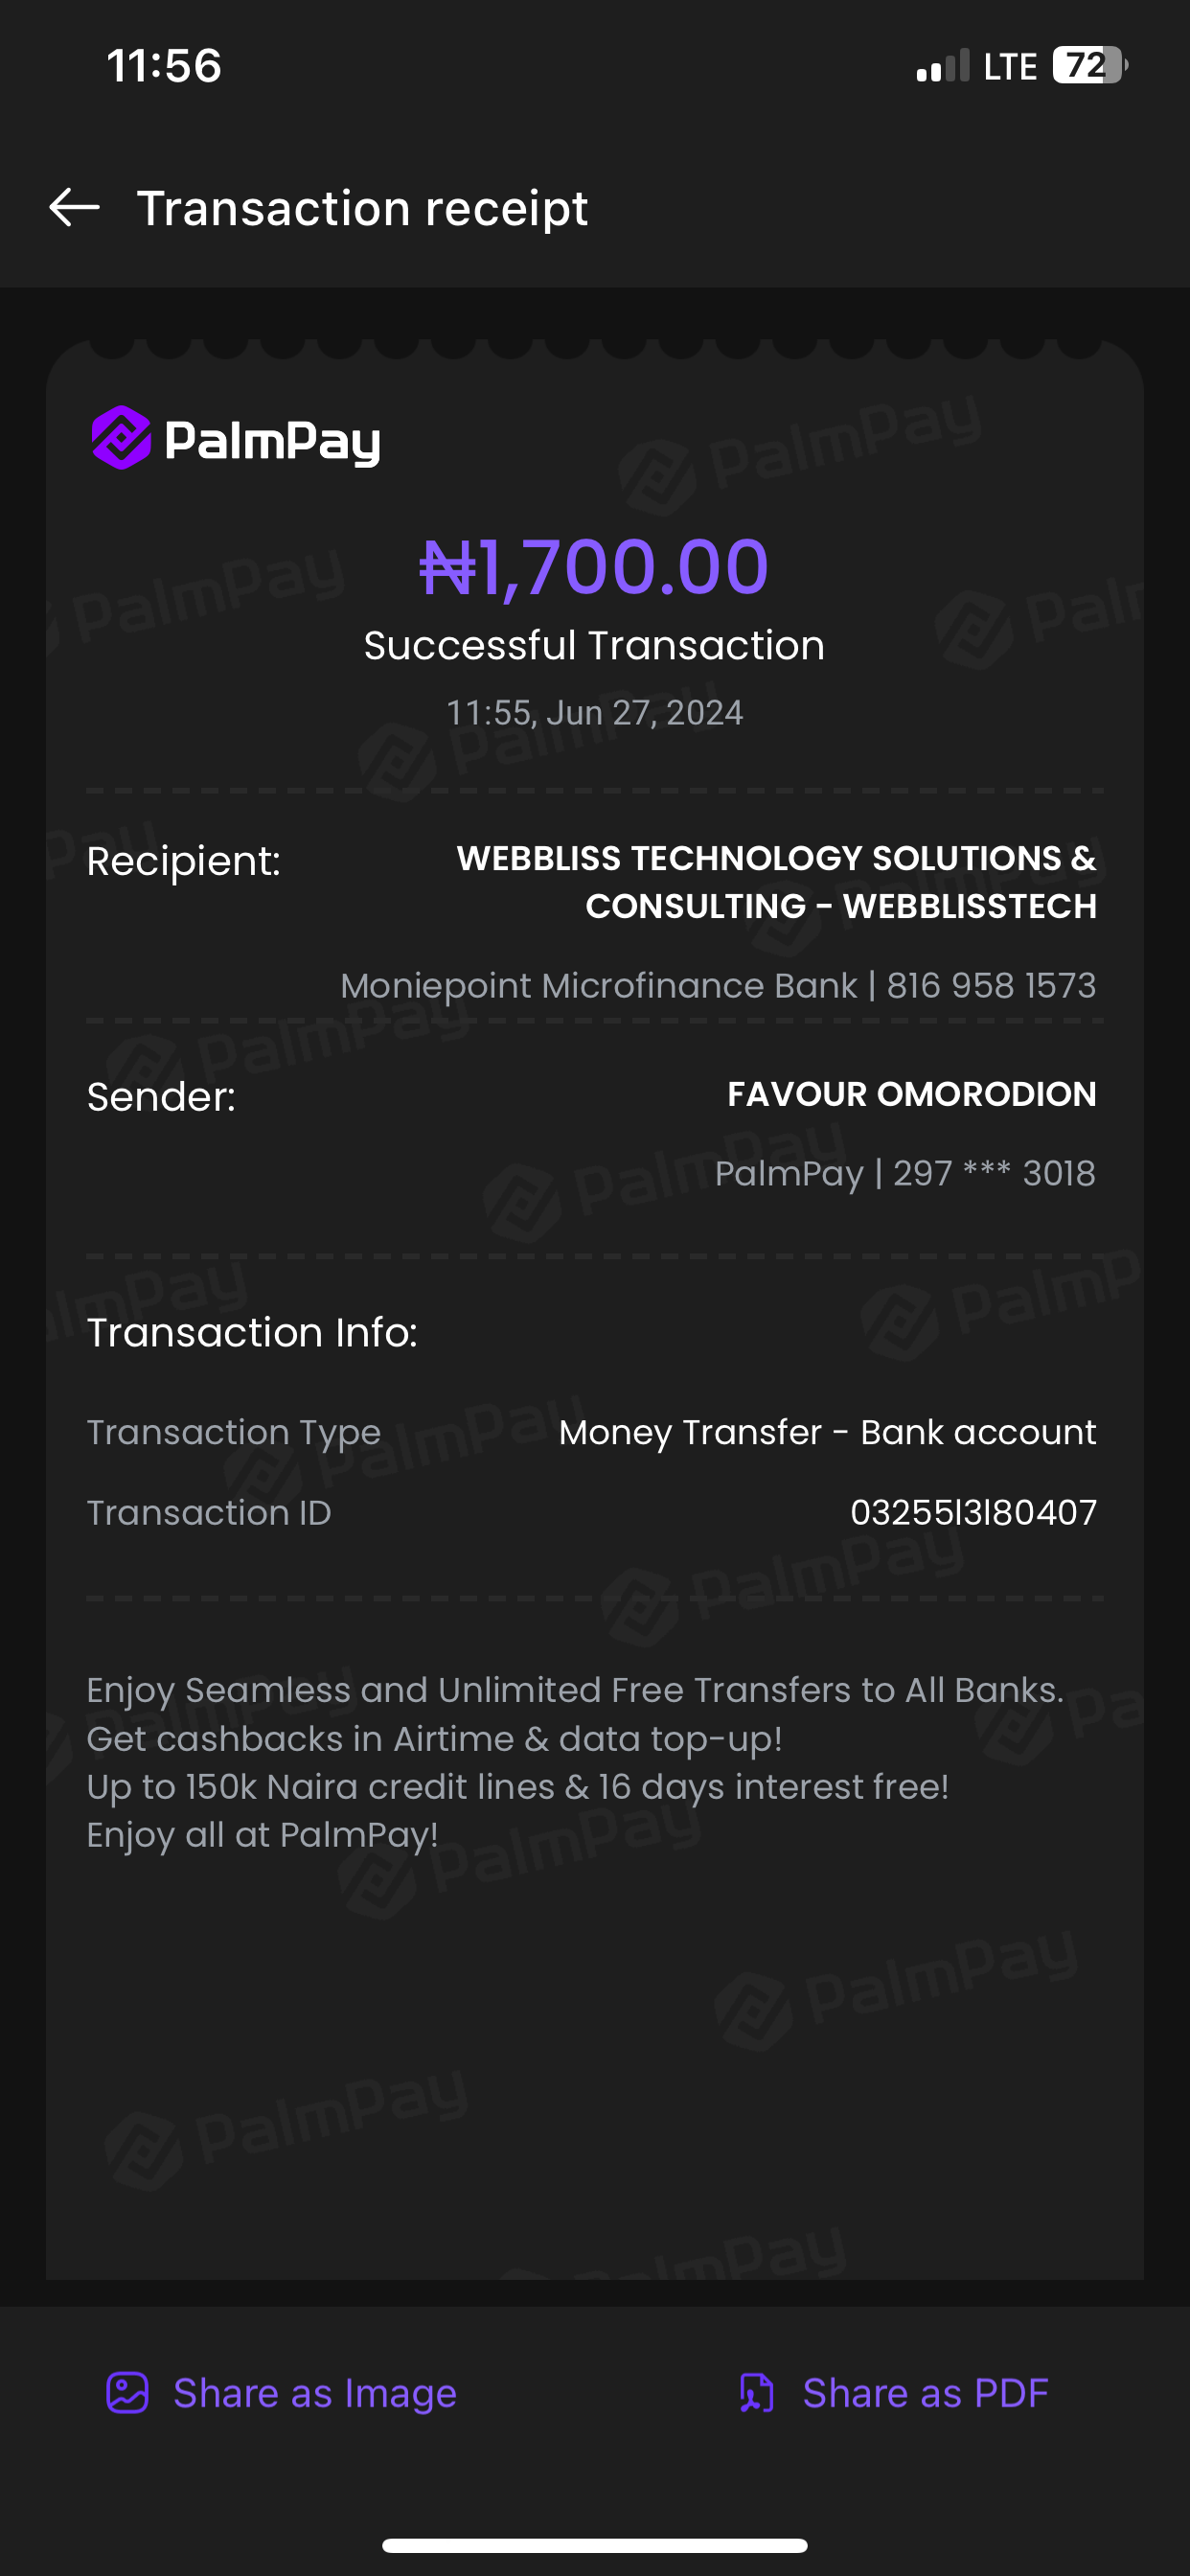 11:56
LTE 72
Transaction receipt
PalmPay
₦1,700.00
Successful Transaction
11:55, Jun 27, 2024
Recipient:
WEBBLISS TECHNOLOGY SOLUTIONS &
CONSULTING - WEBBLISSTECH
Moniepoint Microfinance Bank | 816 958 1573
Sender:
FAVOUR OMORODION
PalmPay | 297 *** 3018
Transaction Info:
Transaction Type Money Transfer - Bank account
Transaction ID 03255l3l80407
Enjoy Seamless and Unlimited Free Transfers to All Banks.
Get cashbacks in Airtime & data top-up!
Up to 150k Naira credit lines & 16 days interest free!
Enjoy all at PalmPay!
Share as Image
Share as PDF